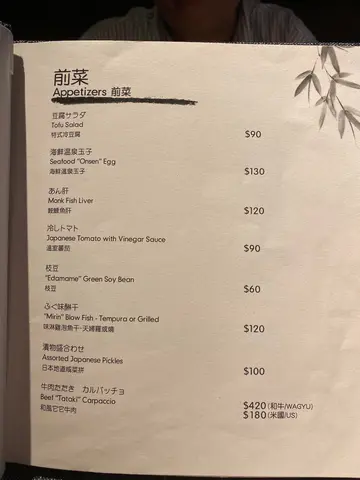 前菜
Appetizers 前菜
豆腐サラダ
Tofu Salad
特式冷豆腐
$90
海鮮温泉玉子
Seafood "Onsen" Egg
海鮮溫泉玉子
$130
あん肝
Monk Fish Liver
鮟鱇魚肝
$120
冷しトマト
Japanese Tomato with Vinegar Sauce
溫室蕃茄
$90
枝豆
"Edamame" Green Soy Bean
枝豆
$60
ふぐ味醂干
"Mirin" Blow Fish - Tempura or Grilled
味淋雞泡魚干-天婦羅或燒
$120
漬物盛合わせ
Assorted Japanese Pickles
日本地道咸菜拼
$100
牛肉たたき カルパッチョ
Beef "Tataki" Carpaccio
和風它它牛肉
$420 (和牛/WAGYU)
$180 (米國/US)